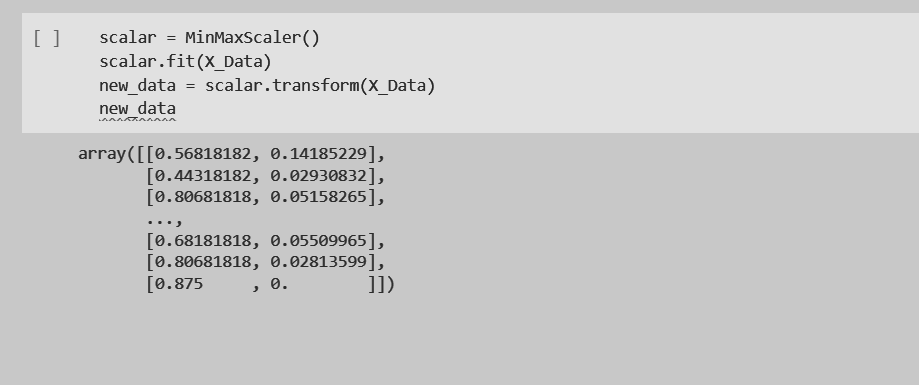 [ ] scalar = MinMaxScaler()
scalar.fit(X_Data)
new_data = scalar.transform(X_Data)
new_data
array([[0.56818182, 0.14185229],
[0.44318182, 0.02930832],
[0.80681818, 0.05158265],
...,
[0.68181818, 0.05509965],
[0.80681818, 0.02813599],
[0.875     , 0.        ]])